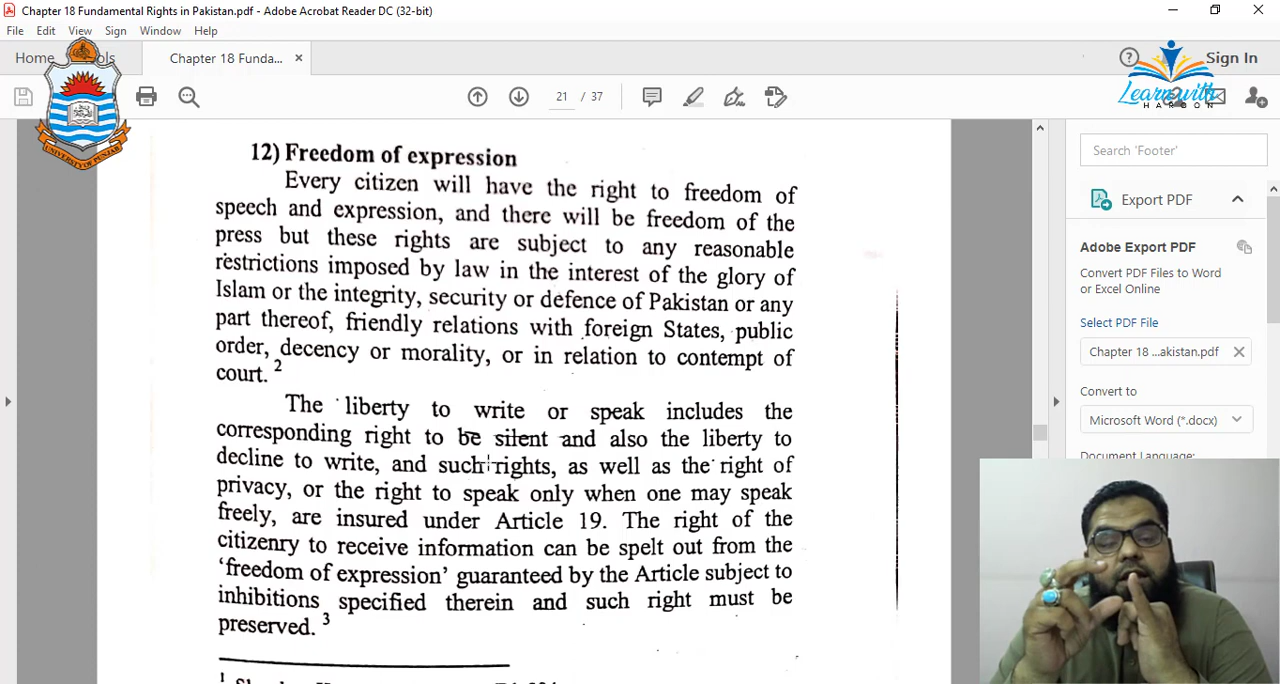 Chapter 18 Fundamental Rights in Pakistan.pdf - Adobe Acrobat Reader DC (32-bit)
File Edit View Sign Window Help
Home
Chapter 18 Funda... ×
Sign In
21 / 37
Learn with
HAROON
UNIVERSITY OF PUNJAB
12) Freedom of expression
Every citizen will have the right to freedom of
speech and expression, and there will be freedom of the
press but these rights are subject to any reasonable
restrictions imposed by law in the interest of the glory of
Islam or the integrity, security or defence of Pakistan or any
part thereof, friendly relations with foreign States, public
order, decency or morality, or in relation to contempt of
court. 2
The liberty to write or speak includes the
corresponding right to be silent and also the liberty to
decline to write, and such rights, as well as the right of
privacy, or the right to speak only when one may speak
freely, are insured under Article 19. The right of the
citizenry to receive information can be spelt out from the
'freedom of expression' guaranteed by the Article subject to
inhibitions specified therein and such right must be
preserved. 3
Search 'Footer'
Export PDF
Adobe Export PDF
Convert PDF Files to Word
or Excel Online
Select PDF File
Chapter 18 ...akistan.pdf
Convert to
Microsoft Word (*.docx)
Document Language: